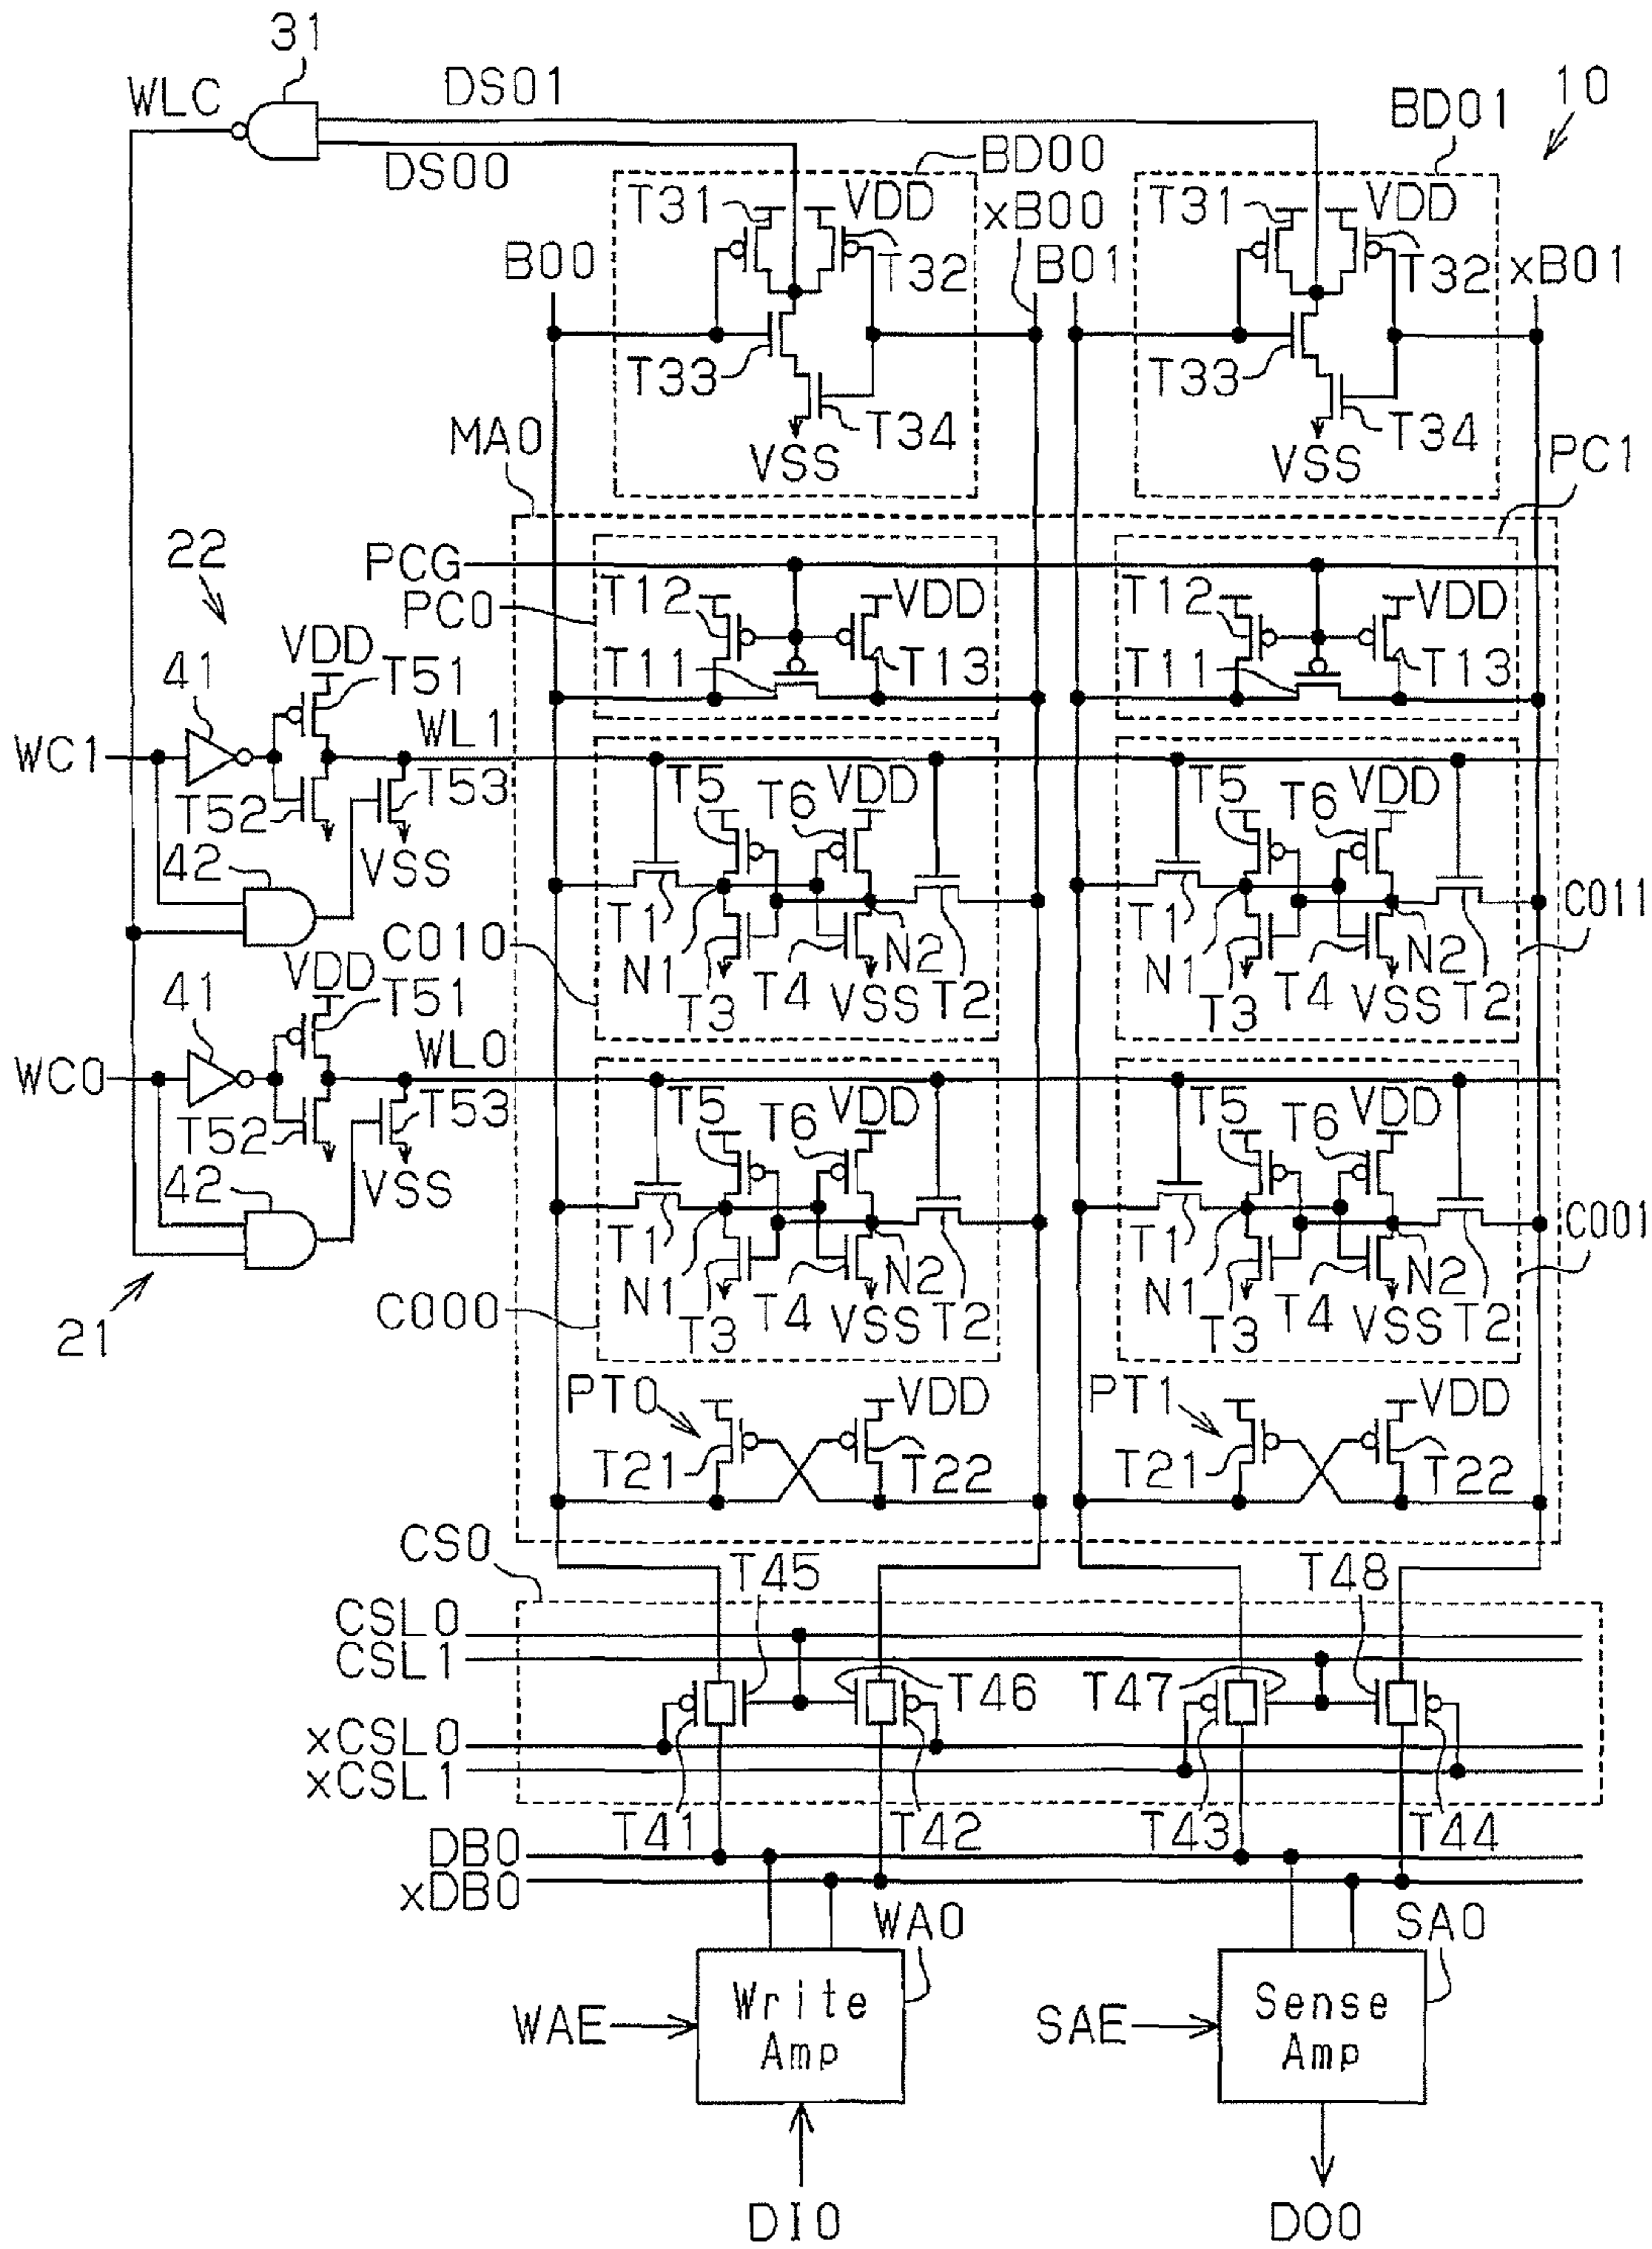 31
WLC
DS01
DS00
10
BD01
BD00
T31
VDD
xB00
T31
VDD
B00
T32
B01
T32
xB01
T33
T33
T34
T34
MA0
VSS
VSS
PC1
22
PCG
PC0
T12
VDD
T12
VDD
T11
T13
T11
T13
VDD
41
T51
WC1
WL1
T52
T53
T5
T6
VDD
T5
T6
VDD
42
VSS
C010
T1
N1
T3
T4
VSS
N2
T2
T1
N1
T3
T4
VSS
N2
T2
C011
VDD
41
T51
WC0
WL0
T52
T53
T5
T6
VDD
T5
T6
VDD
42
VSS
T1
N1
T3
T4
VSS
N2
T2
T1
N1
T3
T4
VSS
N2
T2
C001
C000
21
PT0
VDD
PT1
VDD
T21
T22
T21
T22
CS0
T45
T48
CSL0
CSL1
T46
T47
xCSL0
xCSL1
T41
T42
T43
T44
DB0
xDB0
WA0
SA0
WAE
Write
Amp
SAE
Sense
Amp
DI0
DO0